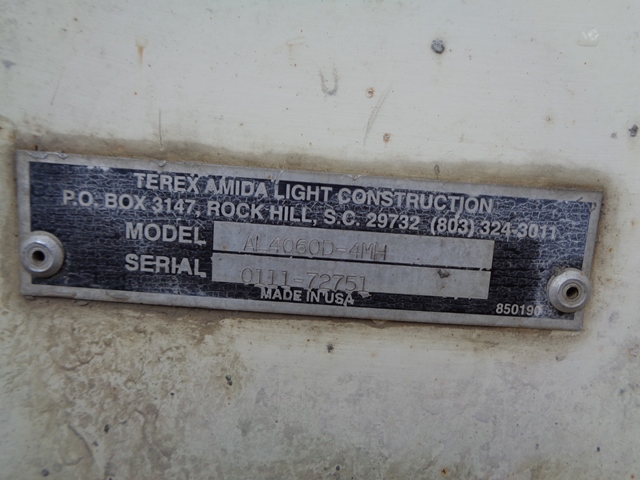 TEREX AMIDA LIGHT CONSTRUCTION
P.O. BOX 3147, ROCK HILL, S.C. 29732 (803) 324-3011
MODEL AL4060D-4MH
SERIAL 0111-72751
MADE IN USA
850190